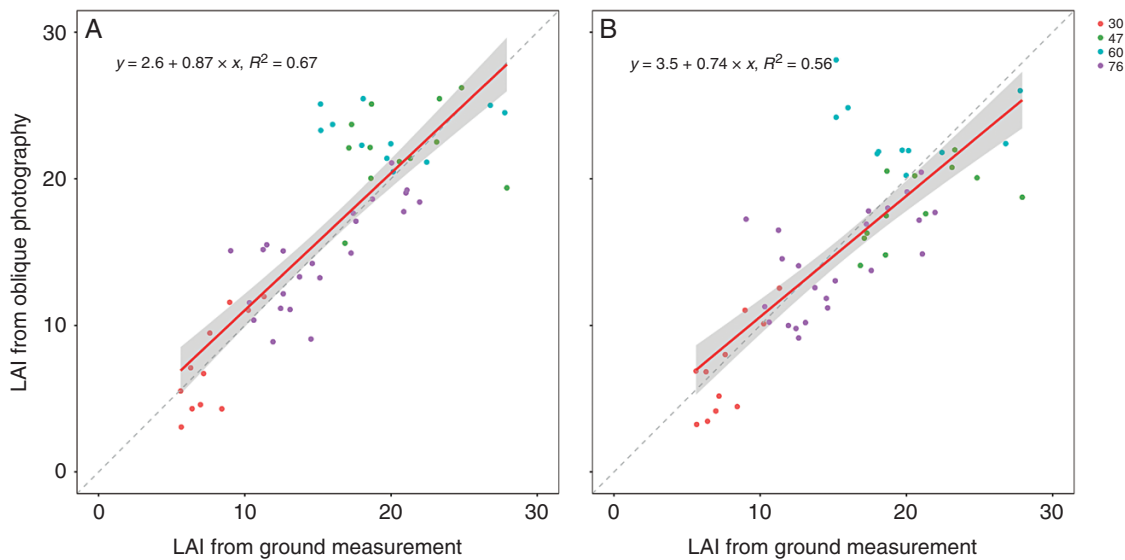 A
y = 2.6 + 0.87 × x, R² = 0.67
30
20
10
0
0 10 20 30
LAI from oblique photography
LAI from ground measurement
B
y = 3.5 + 0.74 × x, R² = 0.56
0 10 20 30
LAI from ground measurement
30
47
60
76